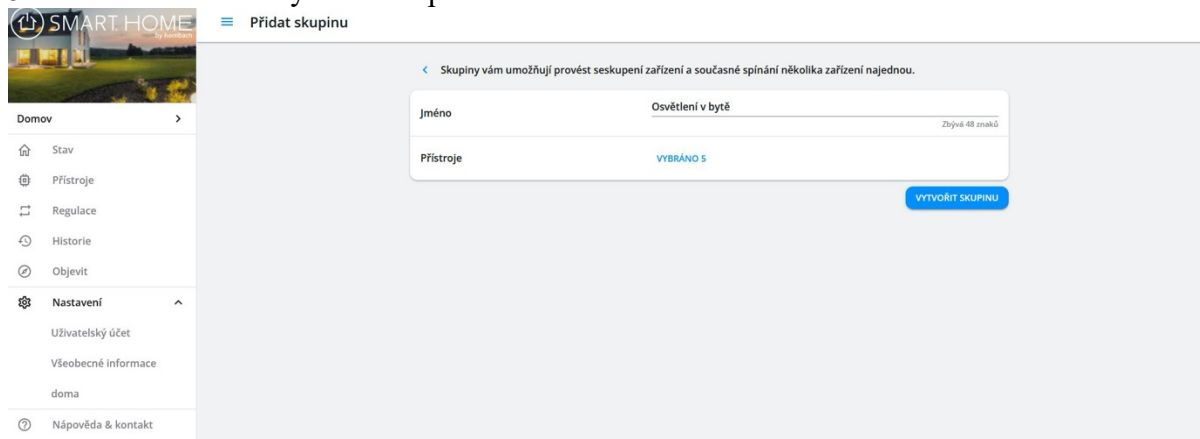 SMART HOME
by hornbach
Přidat skupinu
Domov
Stav
Přístroje
Regulace
Historie
Objevit
Nastavení
Uživatelský účet
Všeobecné informace
doma
Nápověda & kontakt
Skupiny vám umožňují provést seskupení zařízení a současné spínání několika zařízení najednou.
Jméno
Osvětlení v bytě
Zbývá 48 znaků
Přístroje
VYBRÁNO 5
VYTVOŘIT SKUPINU